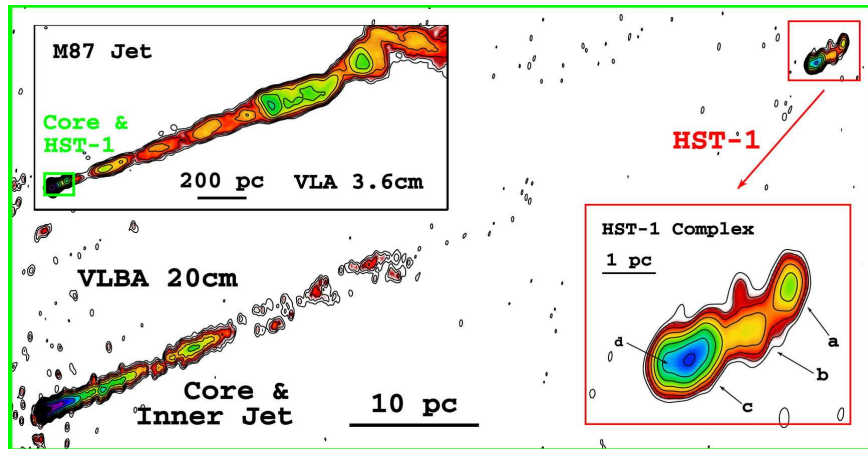 M87 Jet
Core &
HST-1
200 pc
VLA 3.6cm
HST-1
VLBA 20cm
Core &
Inner Jet
10 pc
HST-1 Complex
1 pc
d
a
b
c